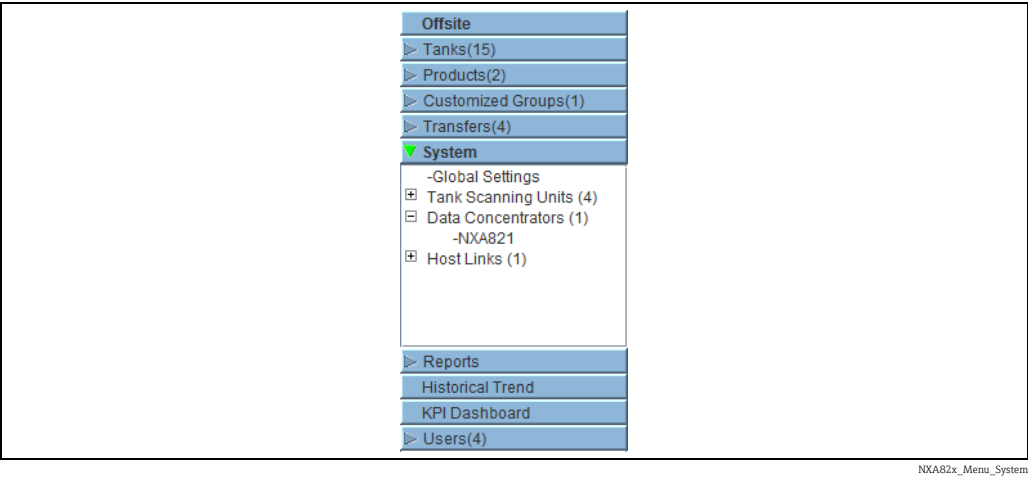 Offsite
Tanks(15)
Products(2)
Customized Groups(1)
Transfers(4)
System
-Global Settings
Tank Scanning Units (4)
Data Concentrators (1)
-NXA821
Host Links (1)
Reports
Historical Trend
KPI Dashboard
Users(4)
NXA82x_Menu_System